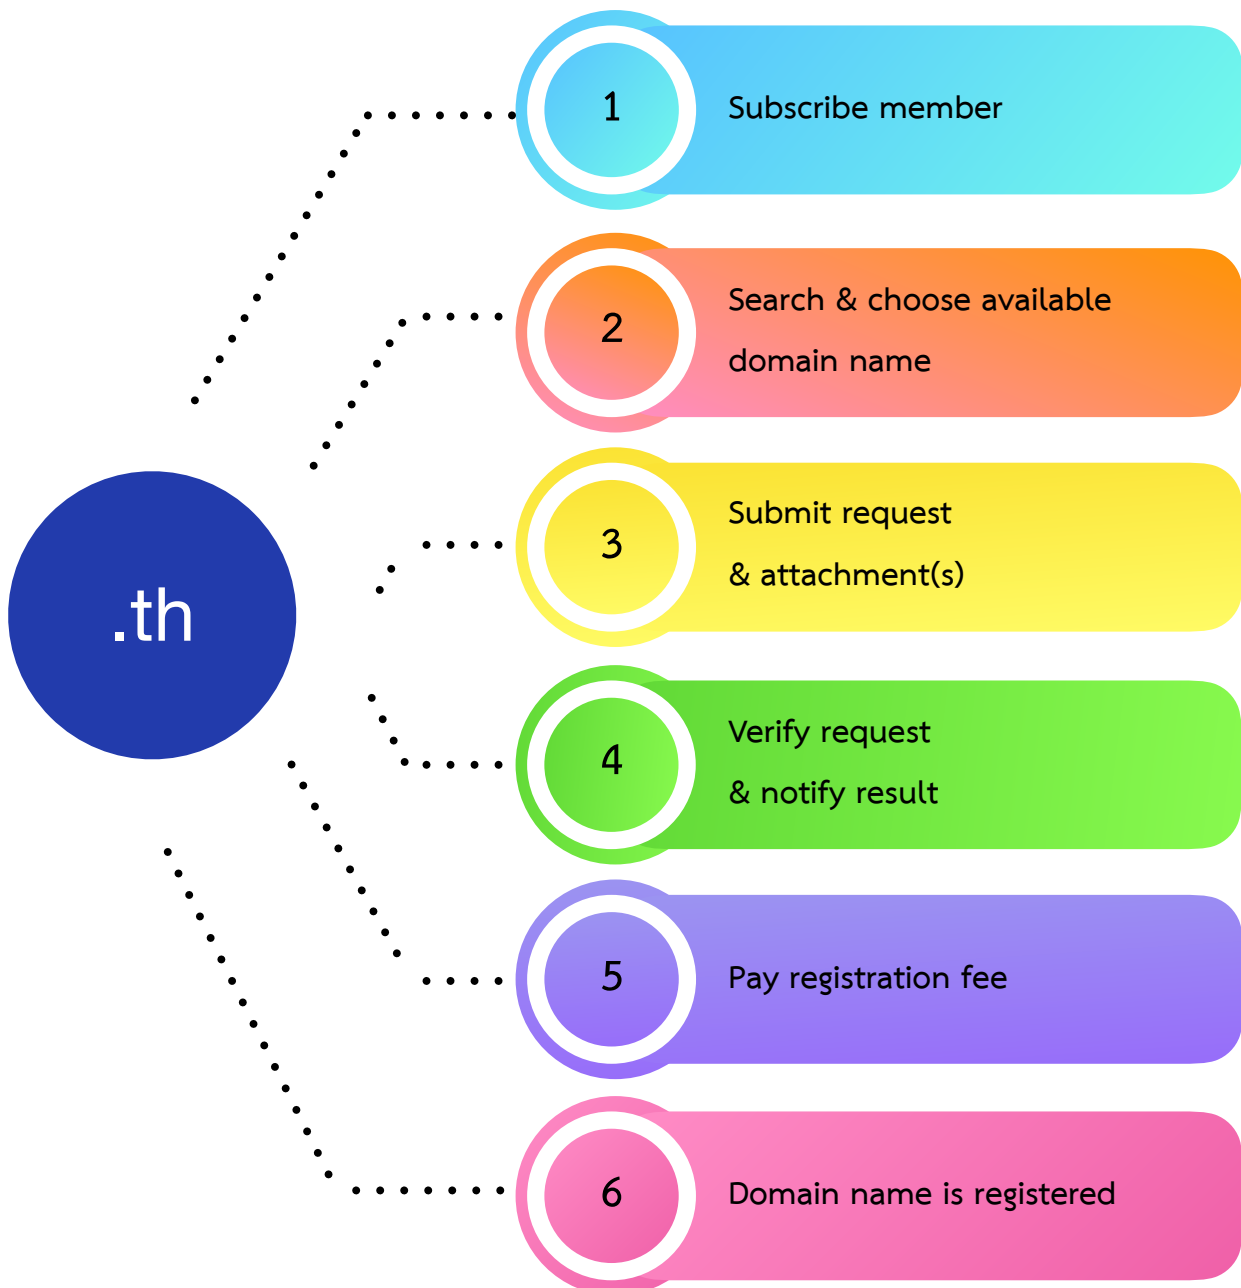 .th
1
Subscribe member
2
Search & choose available
domain name
3
Submit request
& attachment(s)
4
Verify request
& notify result
5
Pay registration fee
6
Domain name is registered